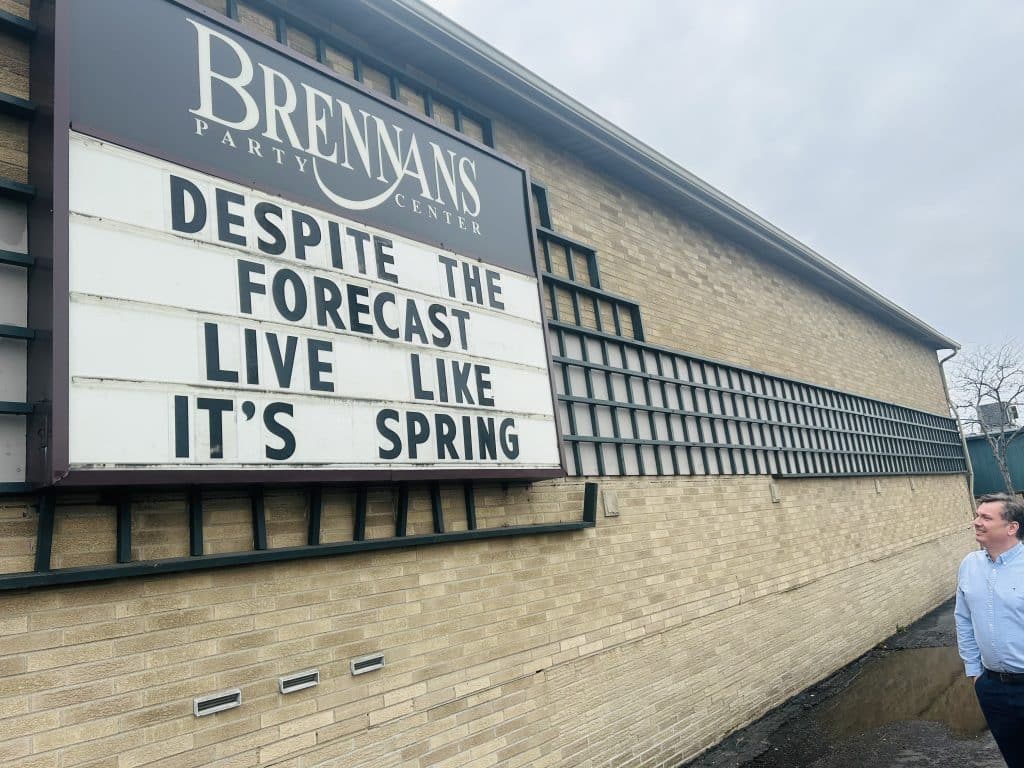 BRENNANS
PARTY CENTER
DESPITE THE
FORECAST
LIVE LIKE
IT'S SPRING